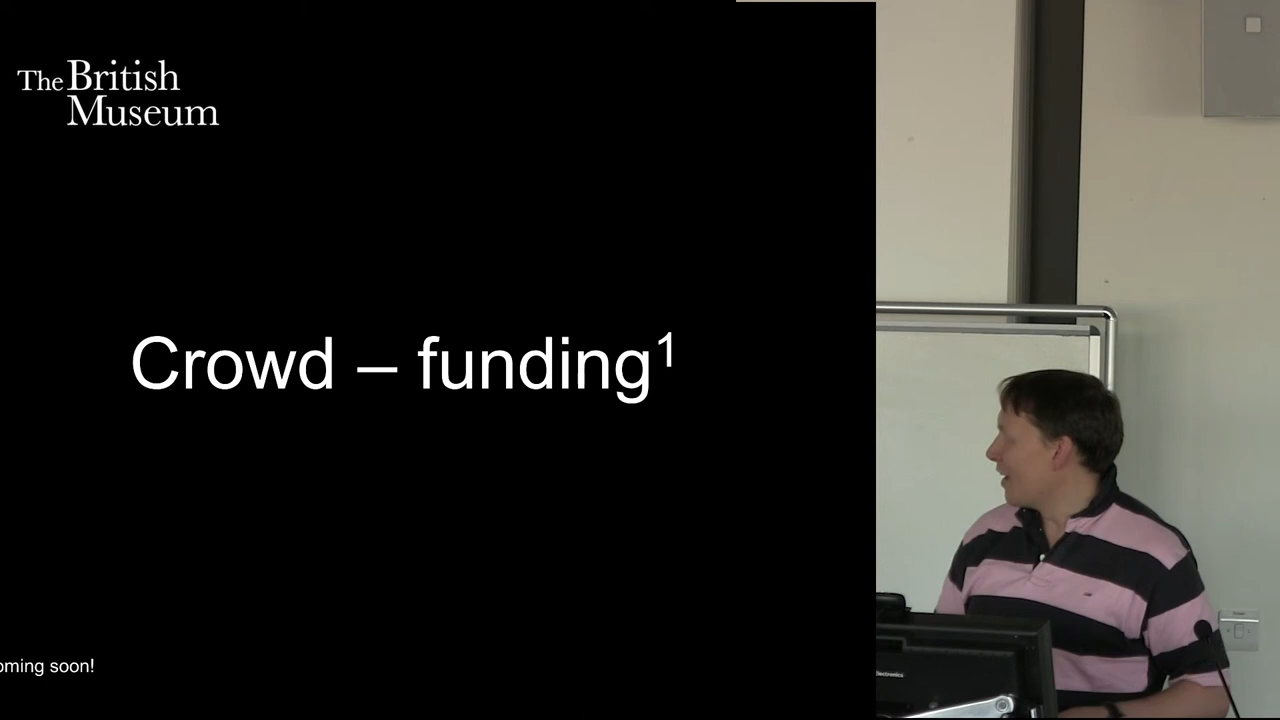 The British
Museum
Crowd – funding¹
oming soon!